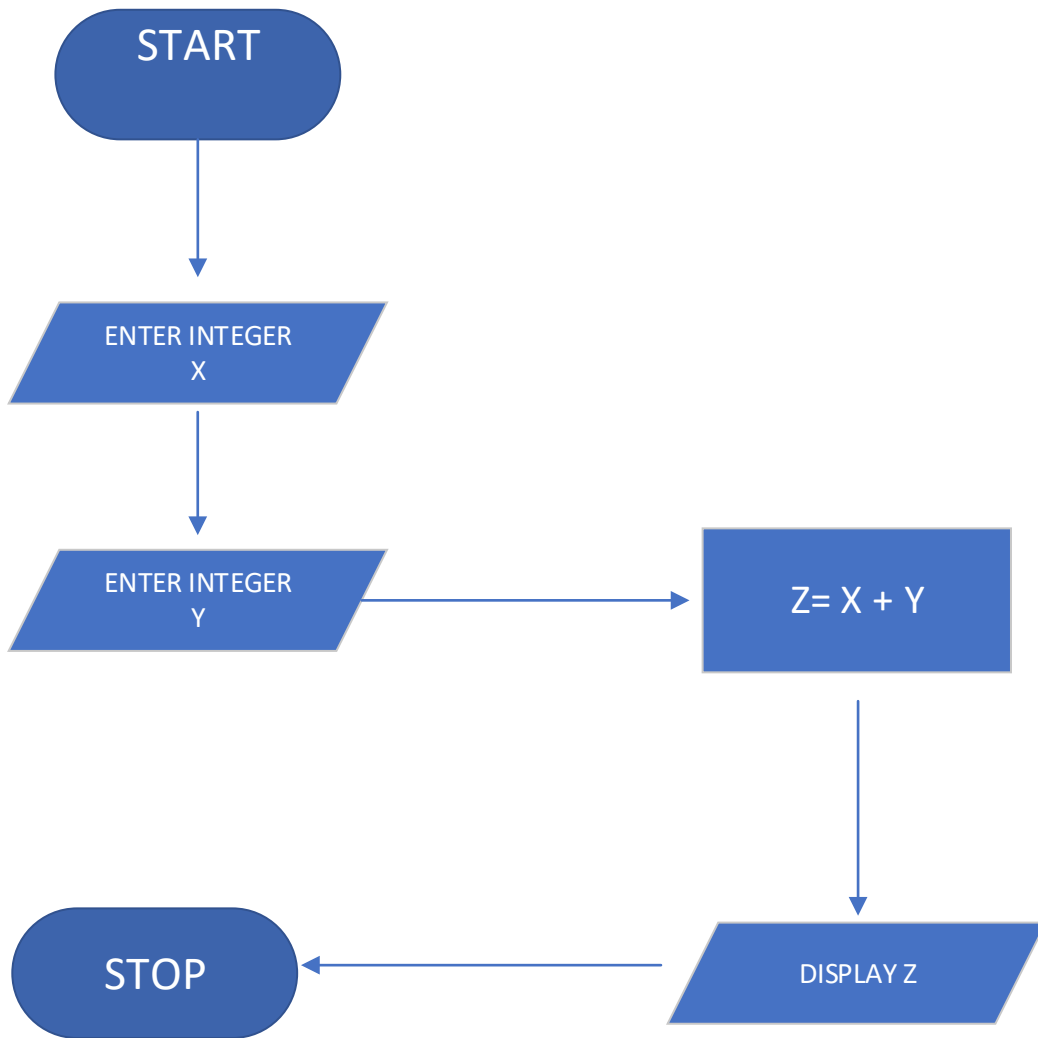 START
ENTER INTEGER
X
ENTER INTEGER
Y
Z= X + Y
DISPLAY Z
STOP